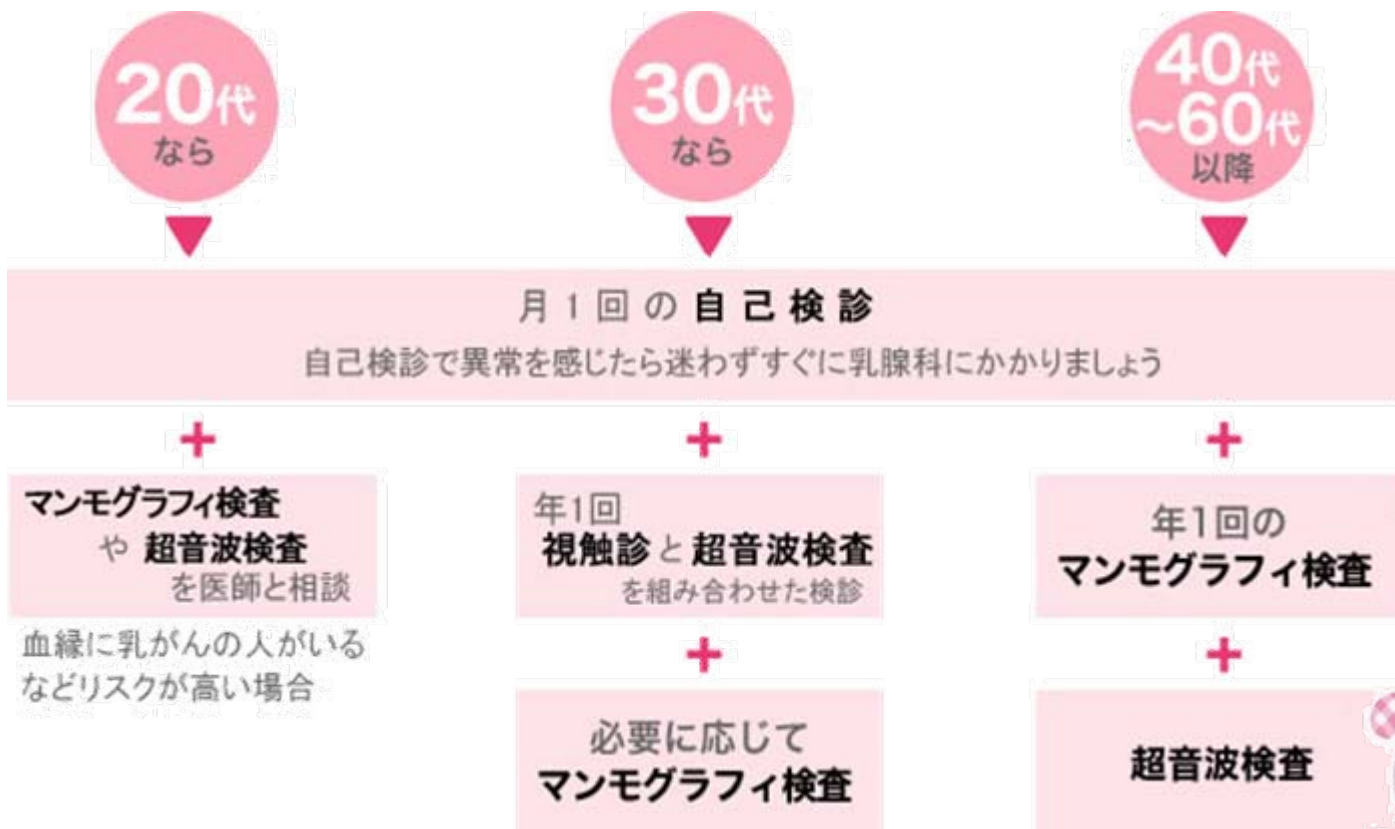 20代
なら
30代
なら
40代
~60代
以降
月1回の自己検診
自己検診で異常を感じたら迷わずすぐに乳腺科にかかりましょう
+
+
+
マンモグラフィ検査
や 超音波検査
を医師と相談
血縁に乳がんの人がいる
などリスクが高い場合
年1回
視触診と超音波検査
を組み合わせた検診
+
必要に応じて
マンモグラフィ検査
年1回の
マンモグラフィ検査
+
超音波検査